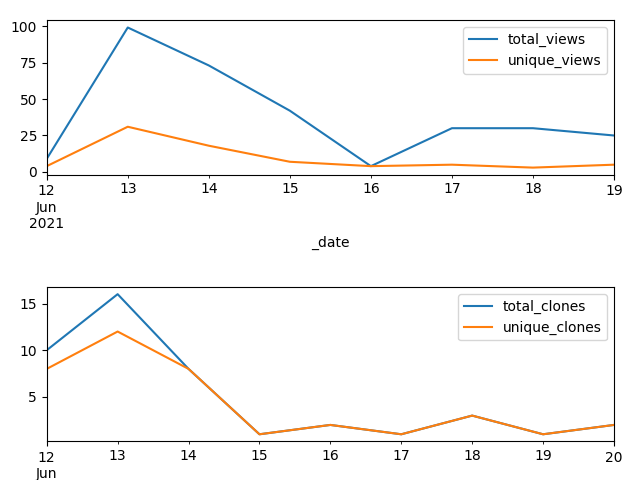 100
75
50
25
0
total_views
unique_views
12 13 14 15 16 17 18 19
Jun
2021
_date
15
10
5
total_clones
unique_clones
12 13 14 15 16 17 18 19 20
Jun